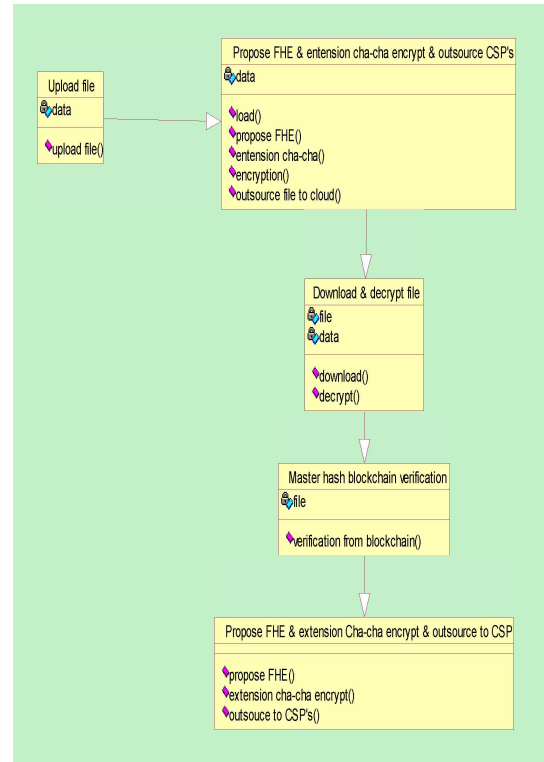 Upload file
data
upload file()
Propose FHE & entension cha-cha encrypt & outsource CSP's
data
load()
propose FHE()
entension cha-cha()
encryption()
outsource file to cloud()
Download & decrypt file
file
data
download()
decrypt()
Master hash blockchain verification
file
verification from blockchain()
Propose FHE & extension Cha-cha encrypt & outsource to CSP
propose FHE()
extension cha-cha encrypt()
outsouce to CSP's()